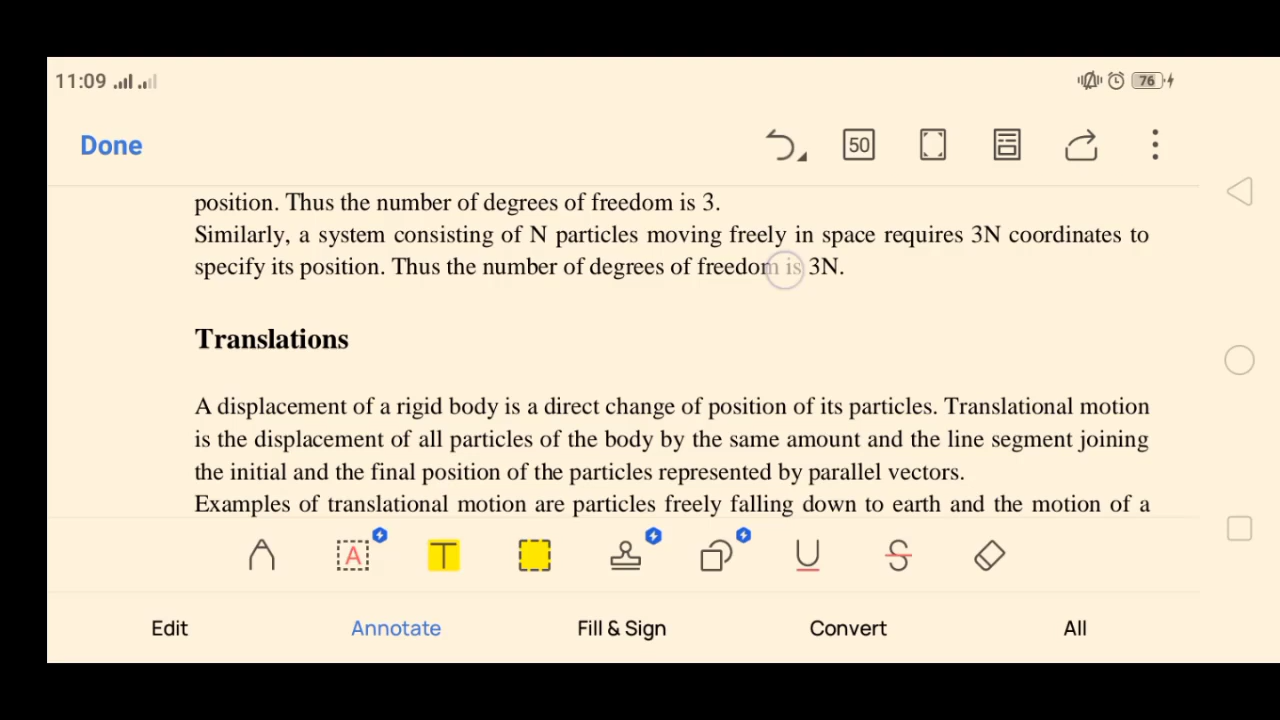 11:09
76
Done
50
position. Thus the number of degrees of freedom is 3.
Similarly, a system consisting of N particles moving freely in space requires 3N coordinates to
specify its position. Thus the number of degrees of freedom is 3N.
Translations
A displacement of a rigid body is a direct change of position of its particles. Translational motion
is the displacement of all particles of the body by the same amount and the line segment joining
the initial and the final position of the particles represented by parallel vectors.
Examples of translational motion are particles freely falling down to earth and the motion of a
A
T
U
S
Edit
Annotate
Fill & Sign
Convert
All